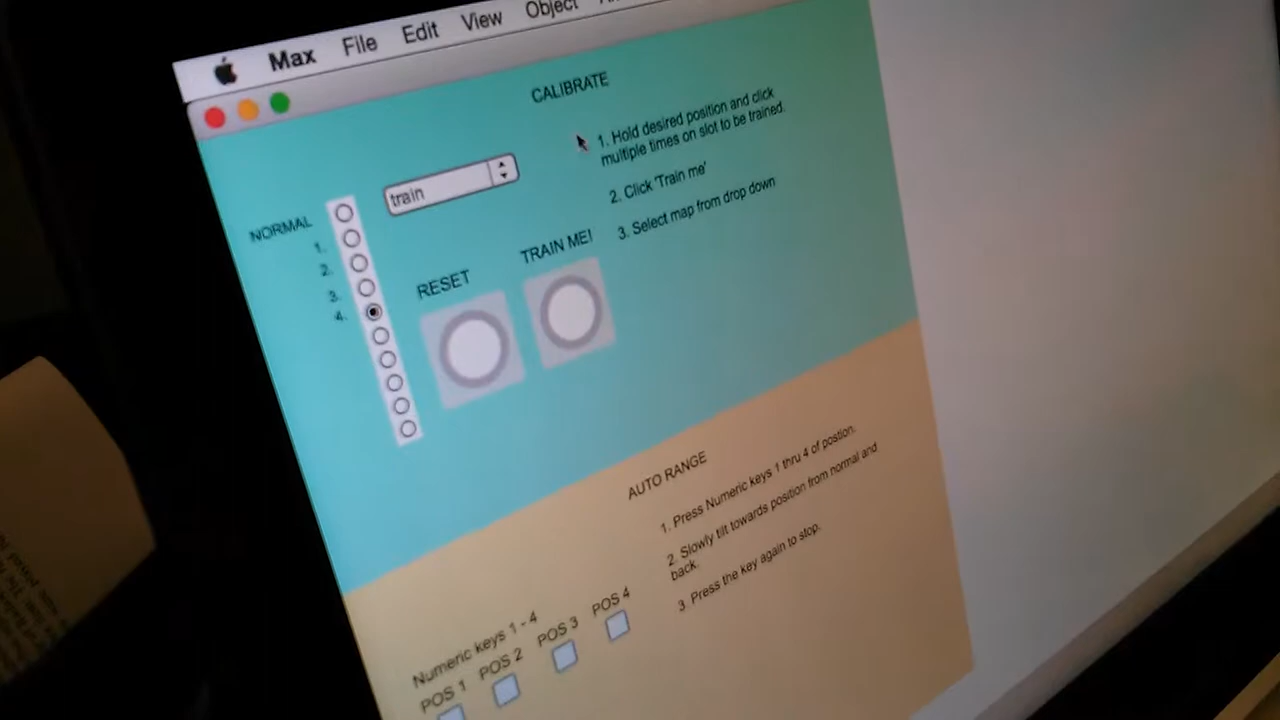 Max File Edit View Object
CALIBRATE
1. Hold desired position and click
multiple times on slot to be trained.
2. Click 'Train me'
3. Select map from drop down
train
NORMAL
1.
2.
3.
4.
RESET
TRAIN ME!
AUTO RANGE
1. Press Numeric keys 1 thru 4 of postion.
2. Slowly tilt towards position from normal and
back.
3. Press the key again to stop.
Numeric keys 1 - 4
POS 1 POS 2 POS 3 POS 4